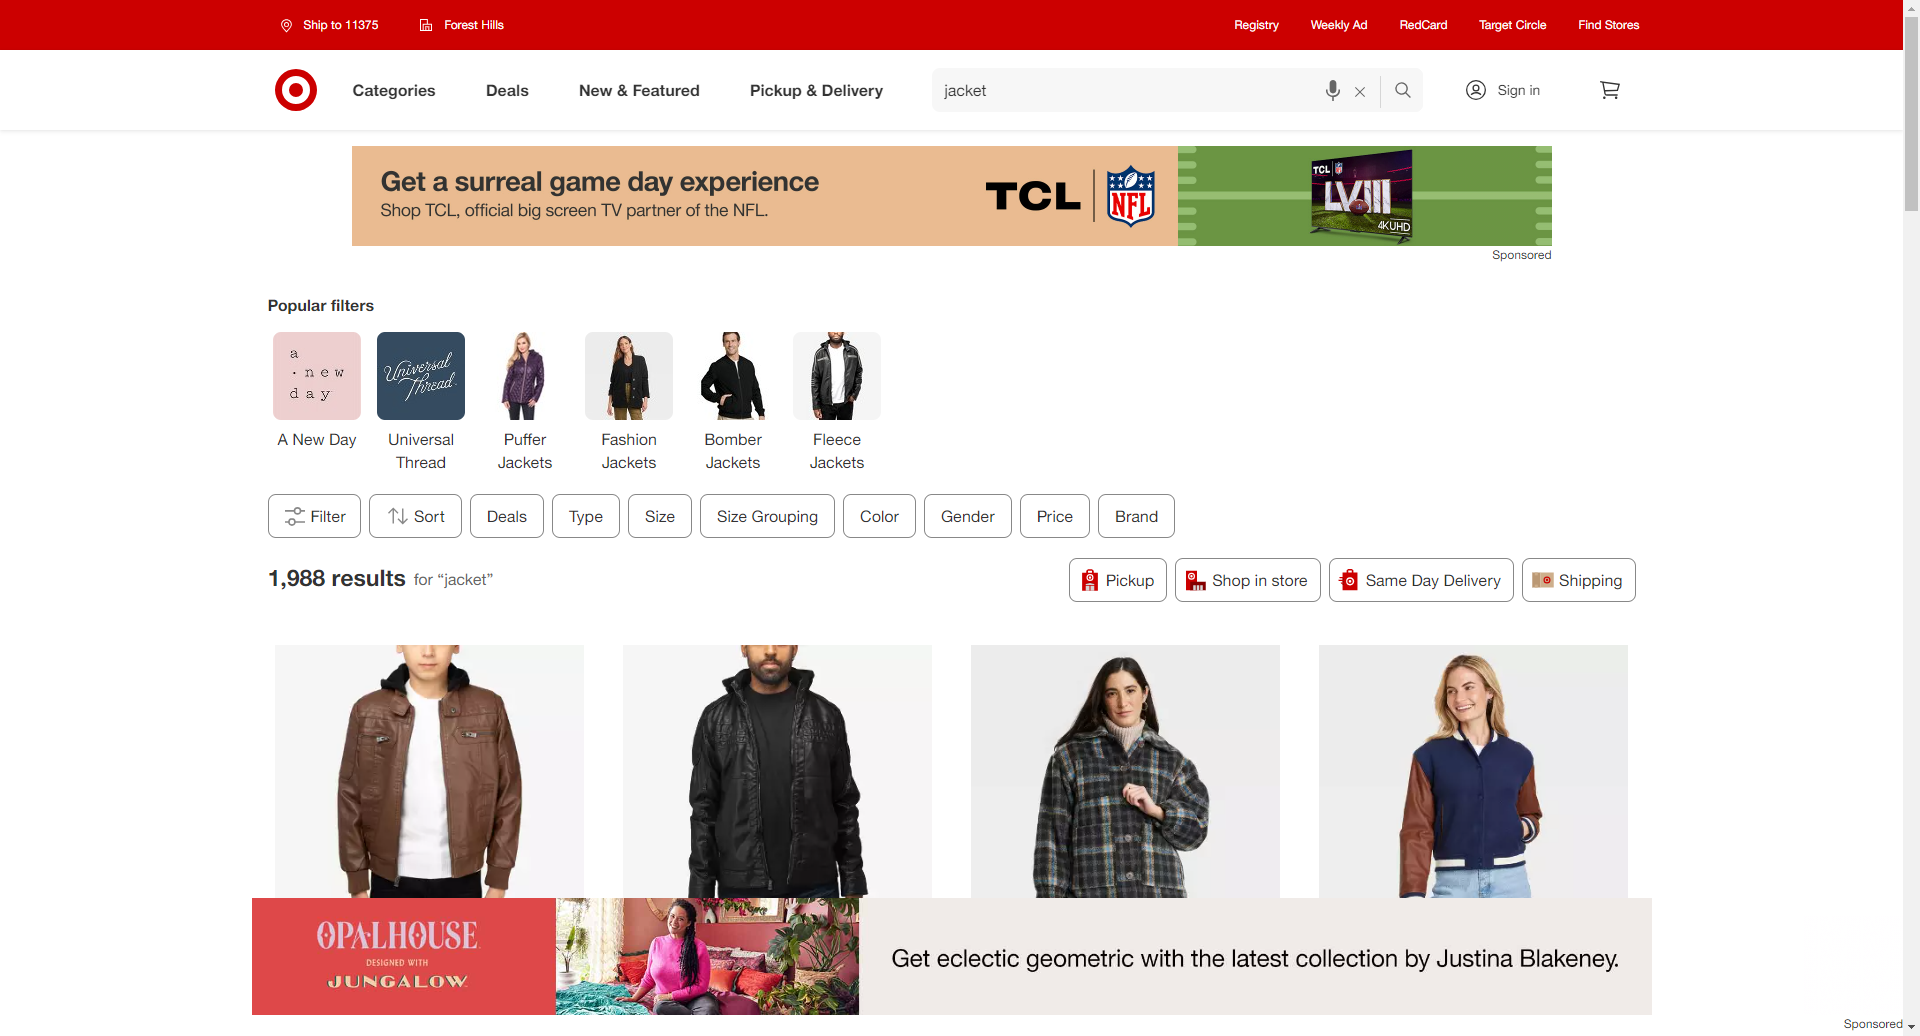 Ship to 11375
Forest Hills
Registry
Weekly Ad
RedCard
Target Circle
Find Stores
Categories
Deals
New & Featured
Pickup & Delivery
jacket
Sign in
Get a surreal game day experience
Shop TCL, official big screen TV partner of the NFL.
TCL
NFL
TCL
LVIII
4K UHD
Sponsored
Popular filters
a
· new
day
Universal
Thread
A New Day
Universal
Thread
Puffer
Jackets
Fashion
Jackets
Bomber
Jackets
Fleece
Jackets
Filter
Sort
Deals
Type
Size
Size Grouping
Color
Gender
Price
Brand
1,988 results for “jacket”
Pickup
Shop in store
Same Day Delivery
Shipping
OPALHOUSE
DESIGNED WITH
JUNGALOW
Get eclectic geometric with the latest collection by Justina Blakeney.
Sponsored